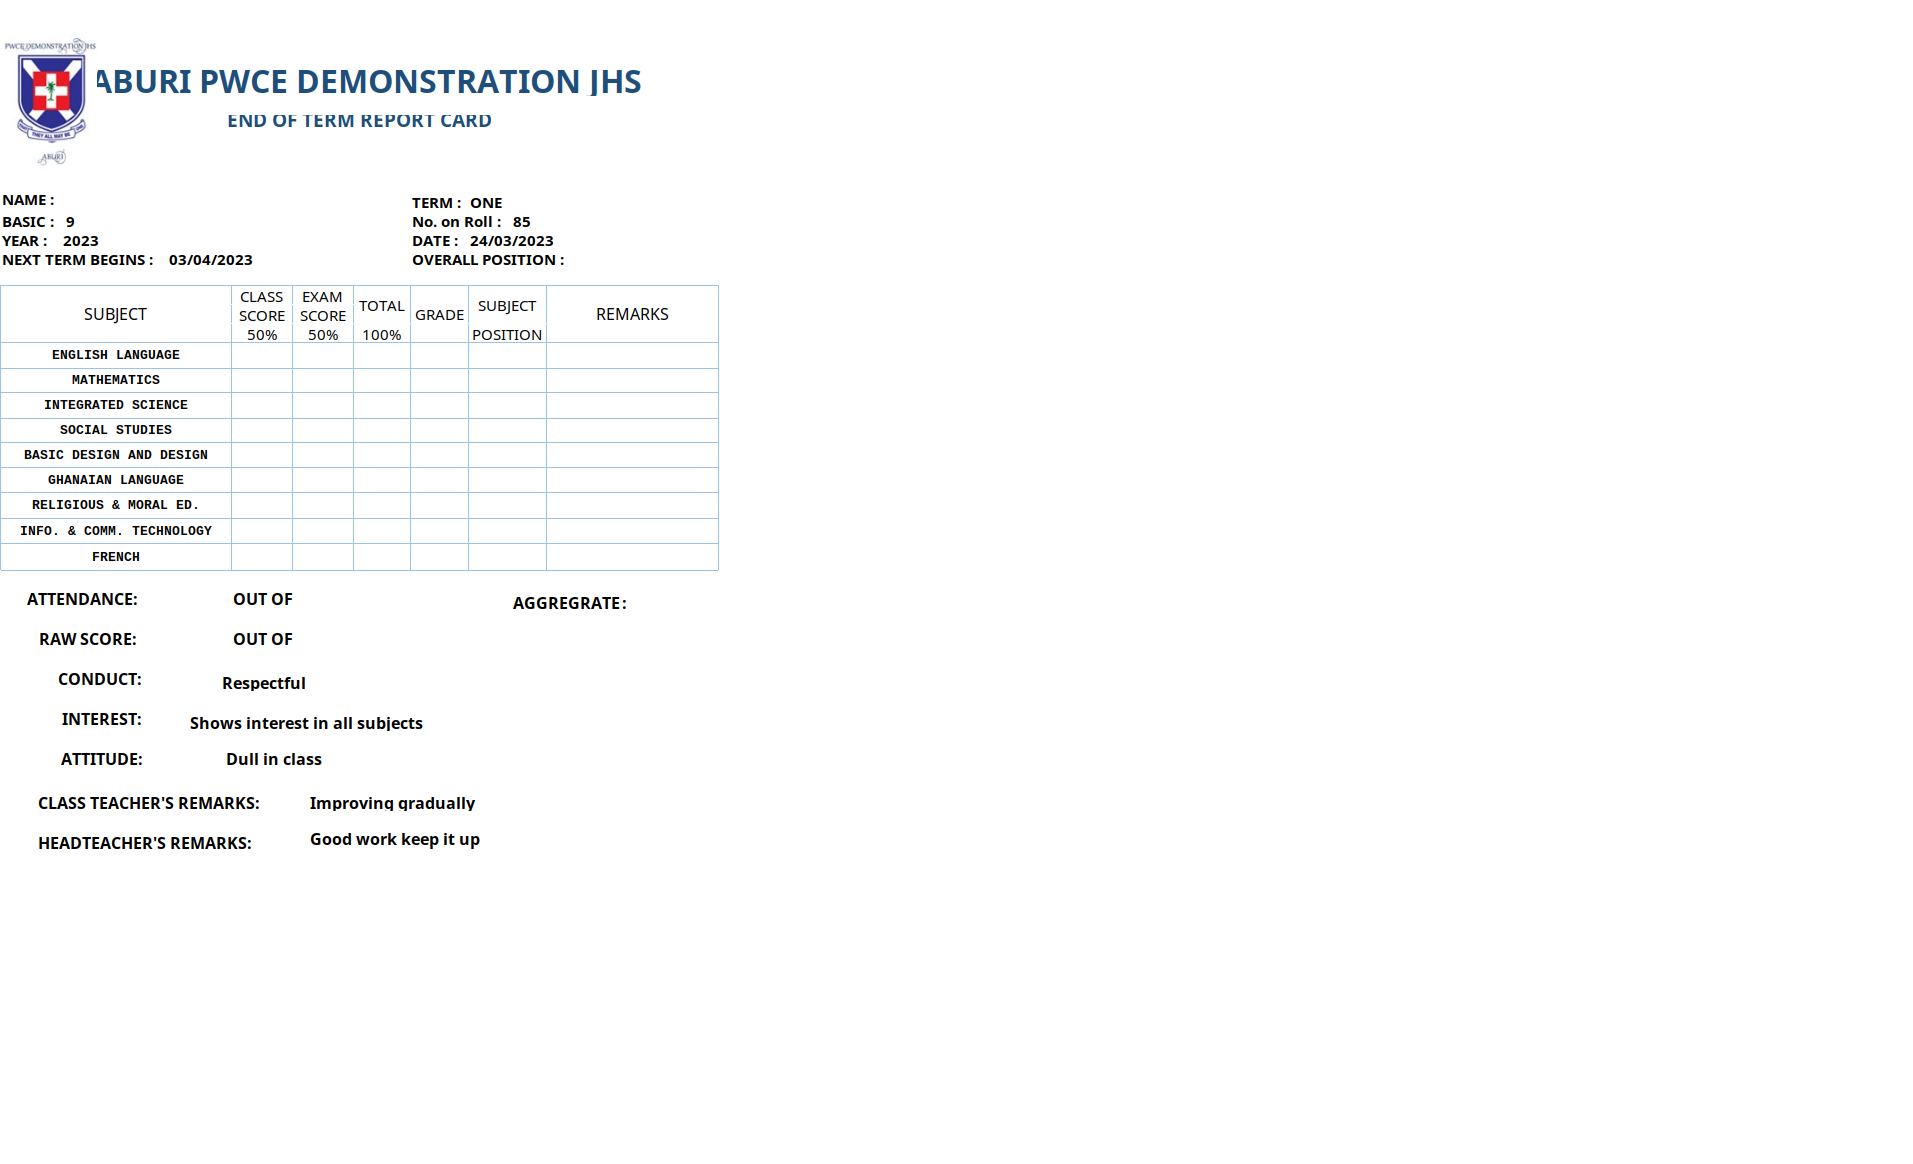 PWCE DEMONSTRATION JHS
ABURI PWCE DEMONSTRATION JHS
END OF TERM REPORT CARD
THEY ALL MAY BE
ABURI
NAME :
TERM : ONE
BASIC : 9
No. on Roll : 85
YEAR : 2023
DATE : 24/03/2023
NEXT TERM BEGINS : 03/04/2023
OVERALL POSITION :
SUBJECT CLASS SCORE 50% EXAM SCORE 50% TOTAL 100% GRADE SUBJECT POSITION REMARKS
ENGLISH LANGUAGE
MATHEMATICS
INTEGRATED SCIENCE
SOCIAL STUDIES
BASIC DESIGN AND DESIGN
GHANAIAN LANGUAGE
RELIGIOUS & MORAL ED.
INFO. & COMM. TECHNOLOGY
FRENCH
ATTENDANCE: OUT OF
AGGREGRATE :
RAW SCORE: OUT OF
CONDUCT: Respectful
INTEREST: Shows interest in all subjects
ATTITUDE: Dull in class
CLASS TEACHER'S REMARKS: Improving gradually
HEADTEACHER'S REMARKS: Good work keep it up